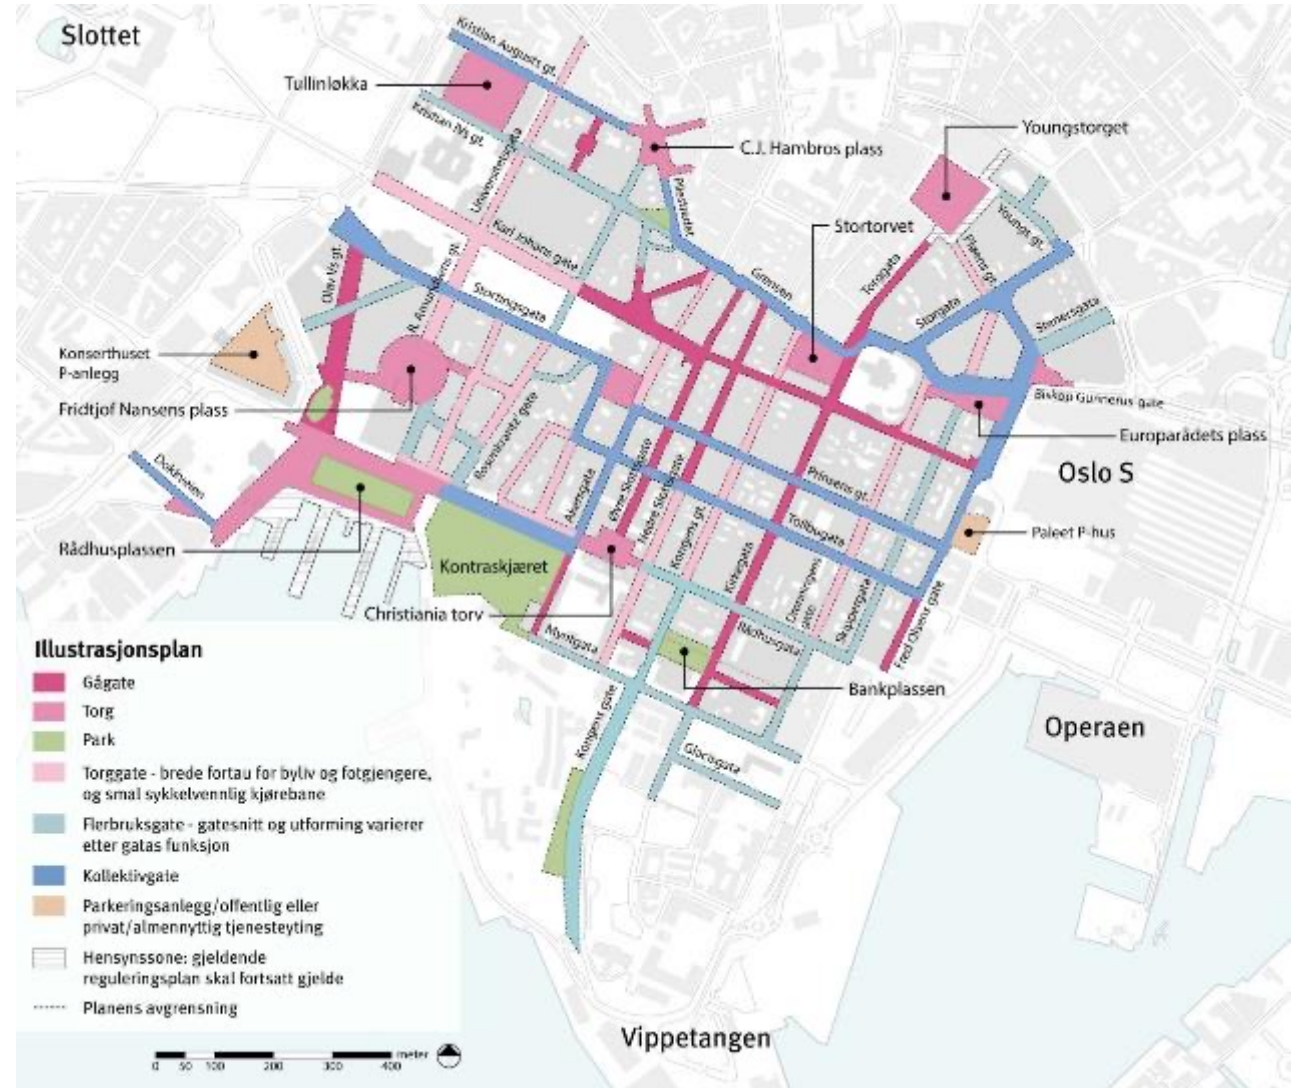 Slottet
Kristian Augusts gt.
Tullinløkka
Kristian IVs gt.
Universitetsgata
C.J. Hambros plass
Youngstorget
Pilestredet
Karl Johans gate
Stortorvet
Youngs gt.
Pløens gt.
Torggata
Grensen
Storgata
Stenersgata
Olav Vs gt.
R. Amundsens gt.
Stortingsgata
Konserthuset
P-anlegg
Fridtjof Nansens plass
Biskop Gunnerus gate
Europarådets plass
Oslo S
Rosenkrantz' gate
Dokkveien
Akersgata
Øvre Slottsgate
Nedre Slottsgate
Kongens gt.
Prinsens gt.
Tollbugata
Kirkegata
Dronningens
gate
Skippergata
Fred Olsens gate
Paleet P-hus
Rådhusplassen
Kontraskjæret
Christiania torv
Myntgata
Rådhusgata
Bankplassen
Kongens gate
Glacisgata
Operaen
Vippetangen
Illustrasjonsplan
Gågate
Torg
Park
Torggate - brede fortau for byliv og fotgjengere,
og smal sykkelvennlig kjørebane
Flerbruksgate - gatesnitt og utforming varierer
etter gatas funksjon
Kollektivgate
Parkeringsanlegg/offentlig eller
privat/almennyttig tjenesteyting
Hensynssone: gjeldende
reguleringsplan skal fortsatt gjelde
Planens avgrensning
meter
0 50 100 200 300 400